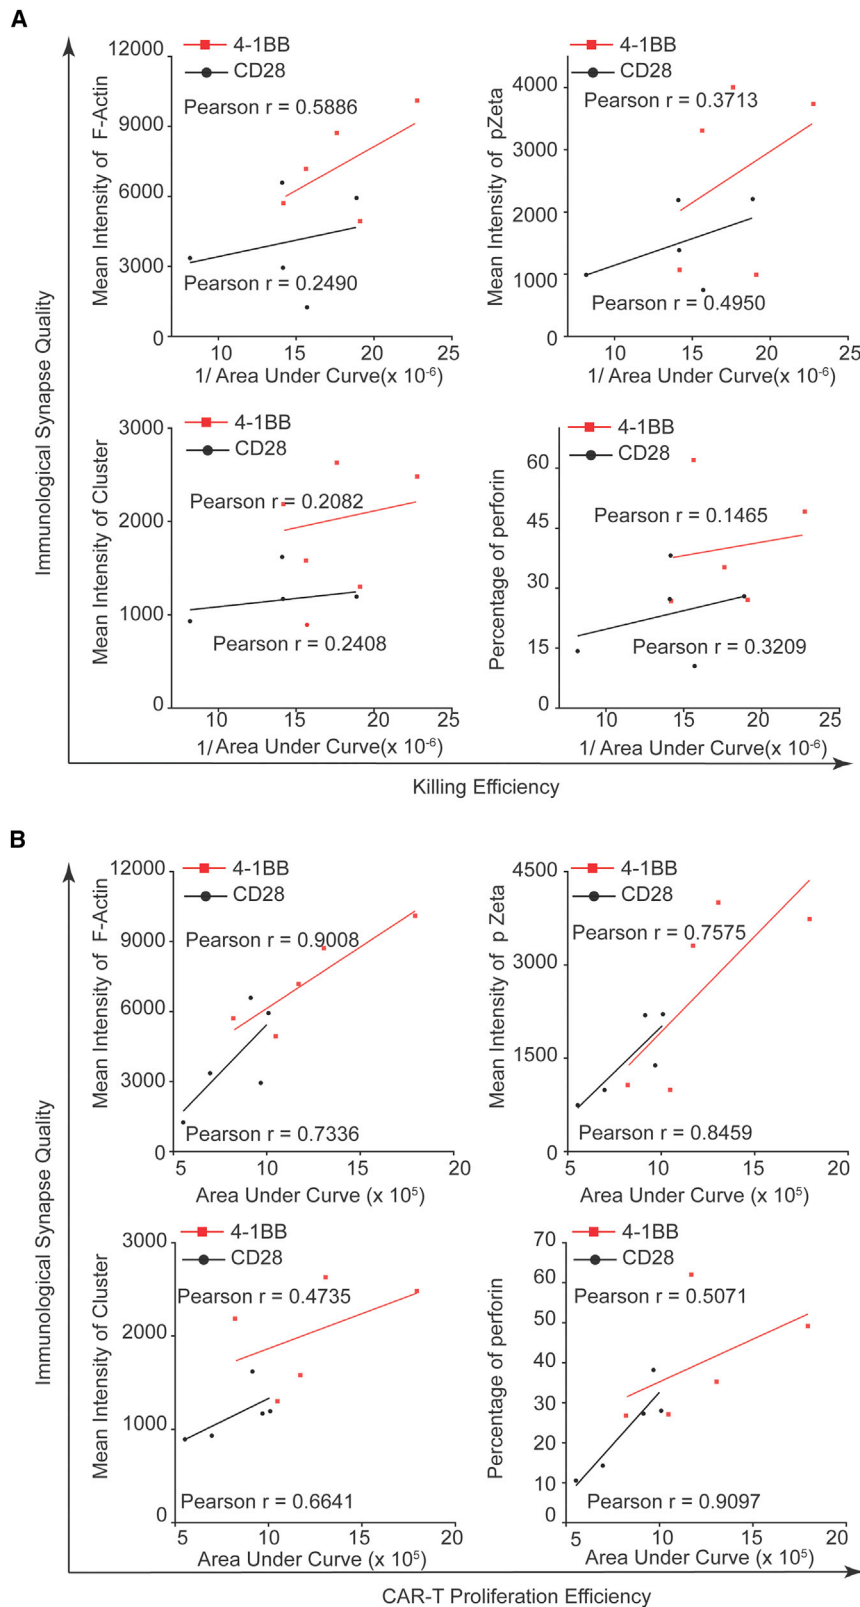 A
Immunological Synapse Quality
4-1BB
CD28
Pearson r = 0.5886
Pearson r = 0.2490
Mean Intensity of F-Actin
12000
9000
6000
3000
0
10 15 20 25
1/ Area Under Curve(x 10-6)
4-1BB
CD28
Pearson r = 0.3713
Pearson r = 0.4950
Mean Intensity of pZeta
4000
3000
2000
1000
0
10 15 20 25
1/ Area Under Curve(x 10-6)
4-1BB
CD28
Pearson r = 0.2082
Pearson r = 0.2408
Mean Intensity of Cluster
3000
2000
1000
0
10 15 20 25
1/ Area Under Curve(x 10-6)
4-1BB
CD28
Pearson r = 0.1465
Pearson r = 0.3209
Percentage of perforin
60
45
30
15
0
10 15 20 25
1/ Area Under Curve(x 10-6)
Killing Efficiency
B
Immunological Synapse Quality
4-1BB
CD28
Pearson r = 0.9008
Pearson r = 0.7336
Mean Intensity of F-Actin
12000
9000
6000
3000
0
5 10 15 20
Area Under Curve (x 105)
4-1BB
CD28
Pearson r = 0.7575
Pearson r = 0.8459
Mean Intensity of p Zeta
4500
3000
1500
0
5 10 15 20
Area Under Curve (x 105)
4-1BB
CD28
Pearson r = 0.4735
Pearson r = 0.6641
Mean Intensity of Cluster
3000
2000
1000
0
5 10 15 20
Area Under Curve (x 105)
4-1BB
CD28
Pearson r = 0.5071
Pearson r = 0.9097
Percentage of perforin
70
60
50
40
30
20
10
0
5 10 15 20
Area Under Curve (x 105)
CAR-T Proliferation Efficiency